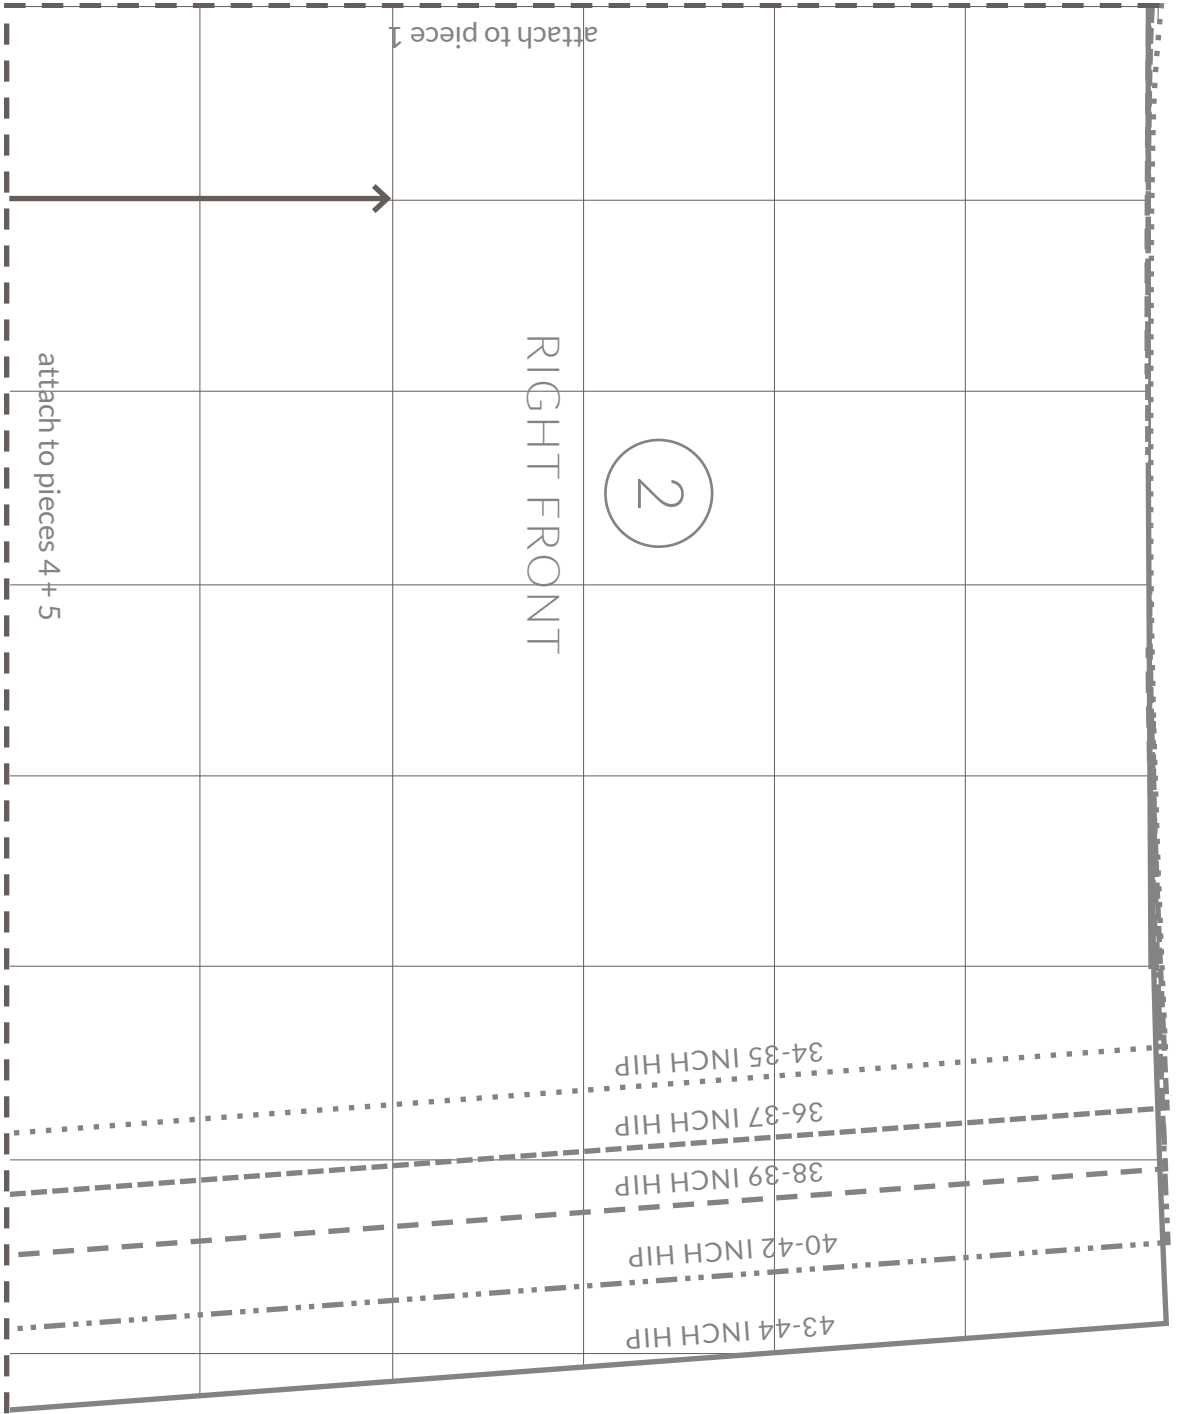 attach to piece 1
RIGHT FRONT
2
attach to pieces 4 + 5
34-35 INCH HIP
36-37 INCH HIP
38-39 INCH HIP
40-42 INCH HIP
43-44 INCH HIP